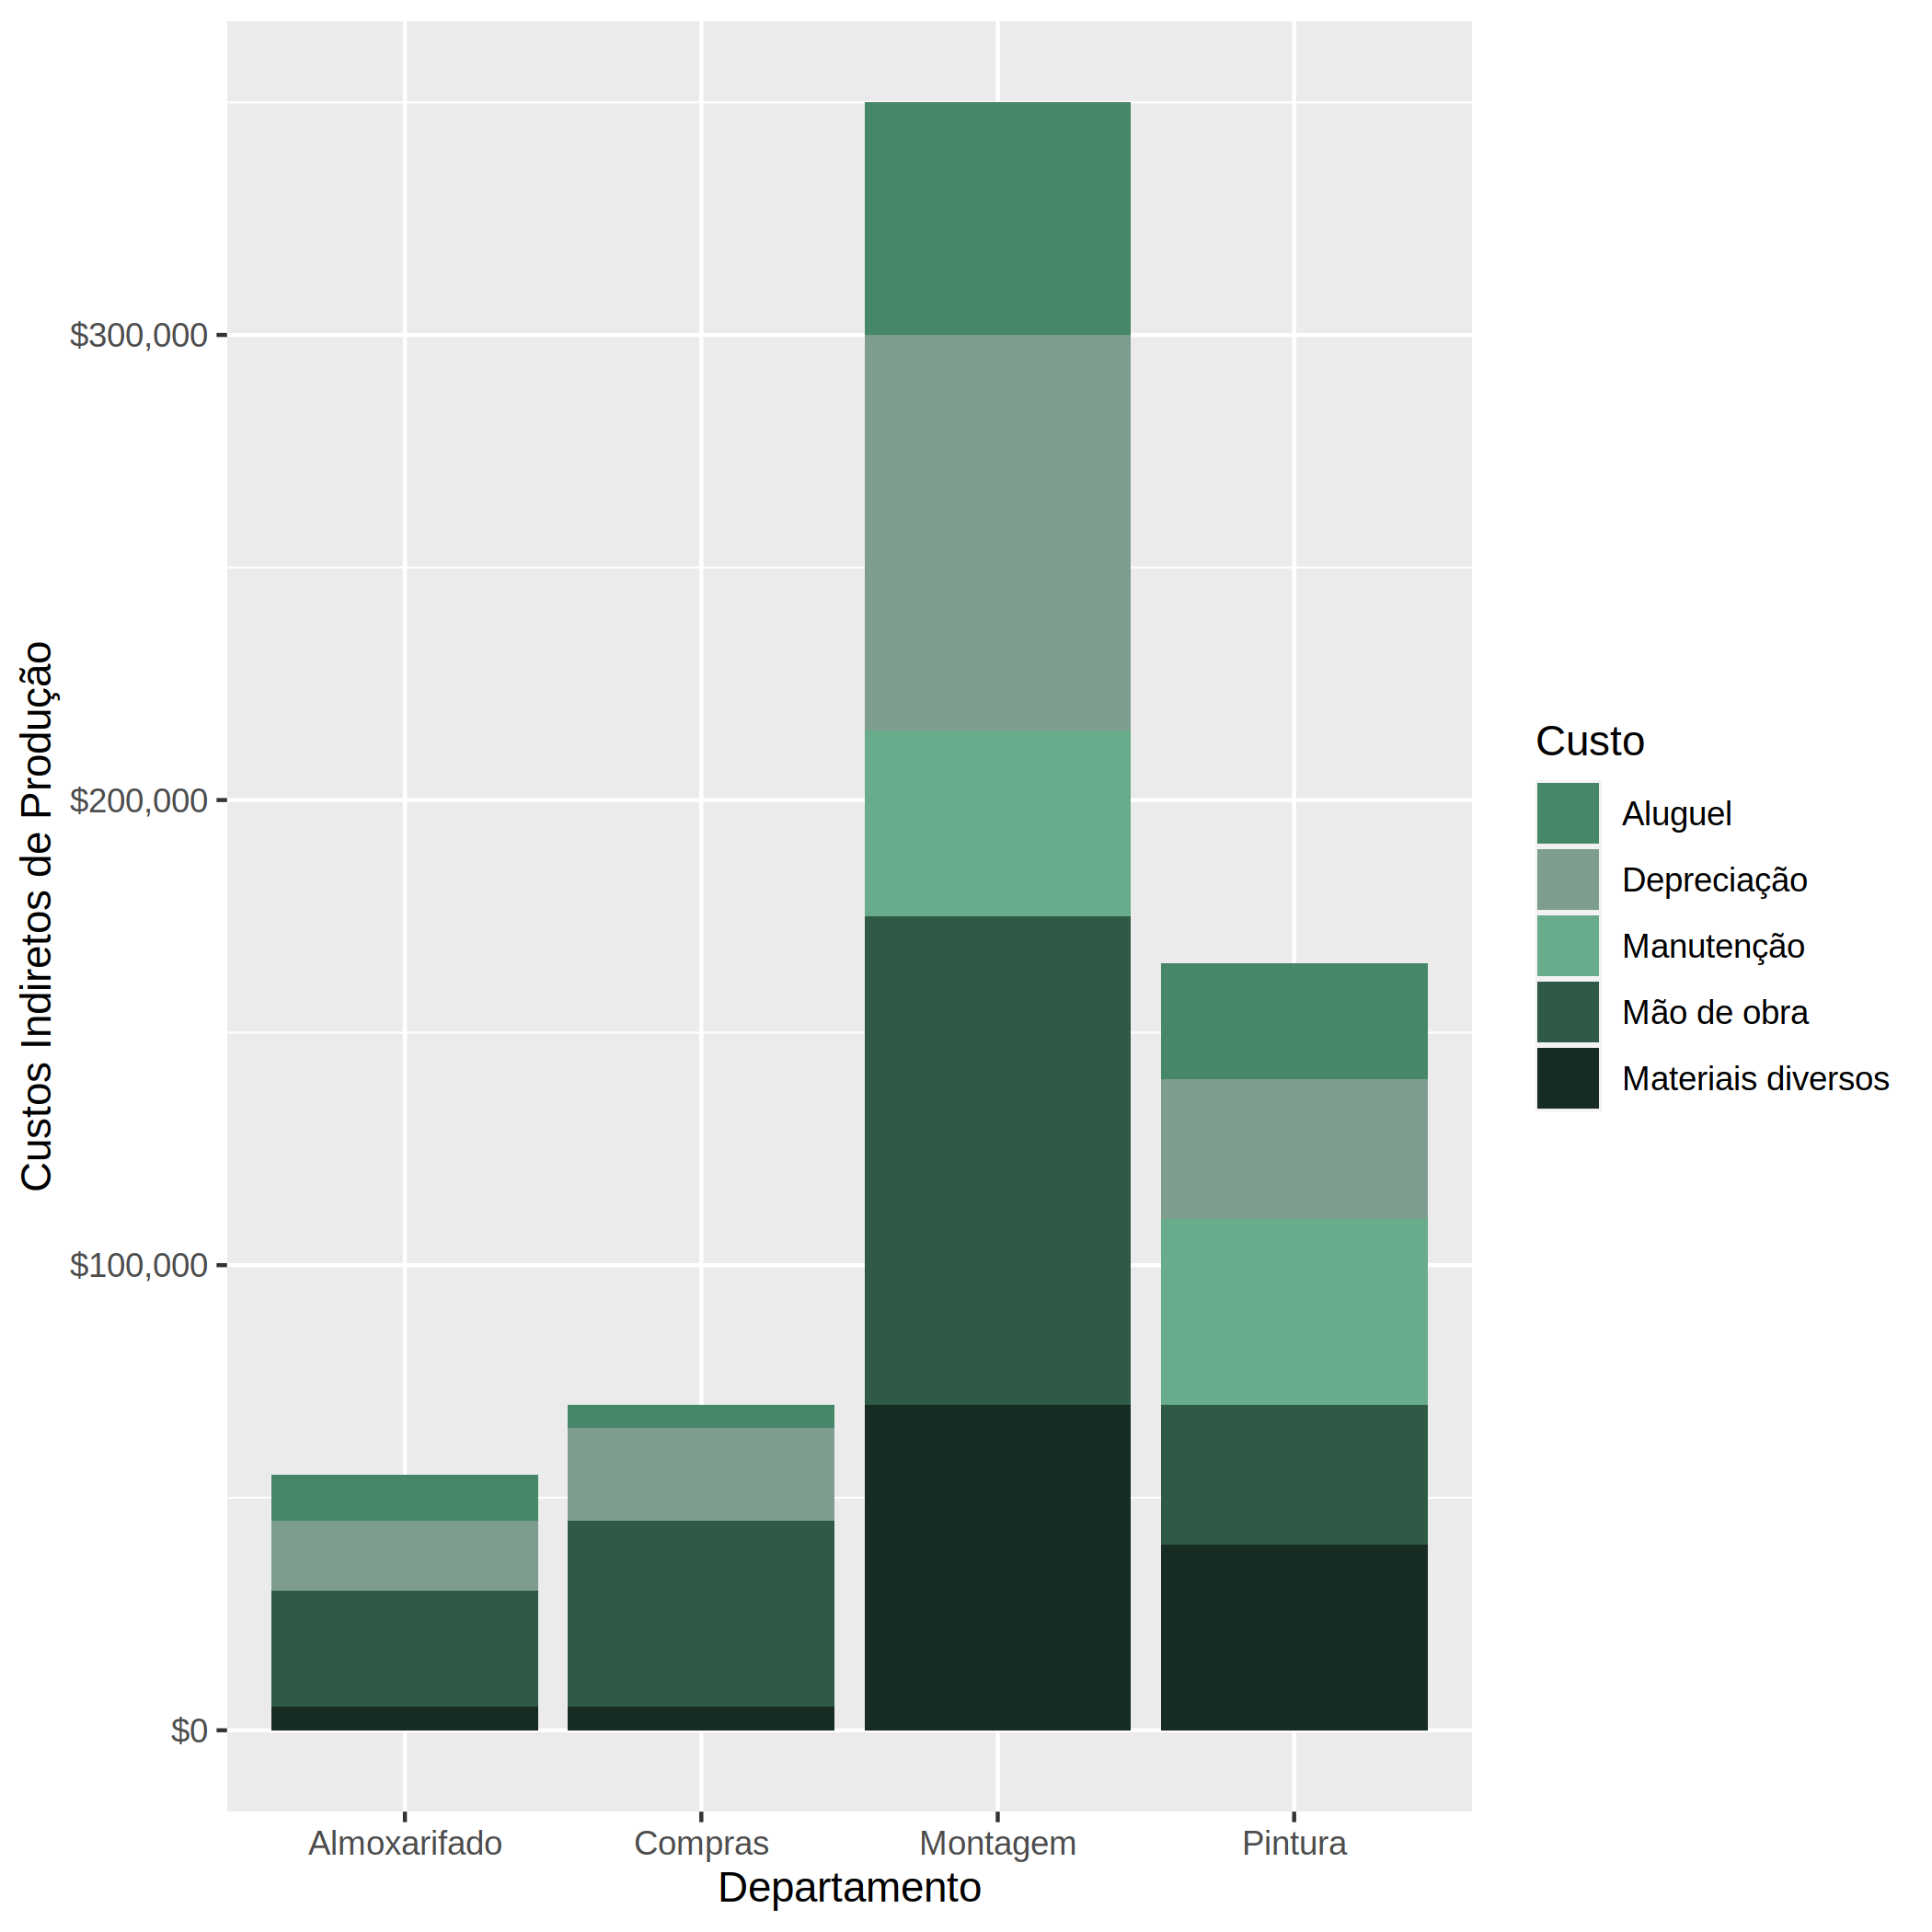 Custos Indiretos de Produção
$300,000
$200,000
$100,000
$0
Almoxarifado
Compras
Montagem
Pintura
Departamento
Custo
Aluguel
Depreciação
Manutenção
Mão de obra
Materiais diversos